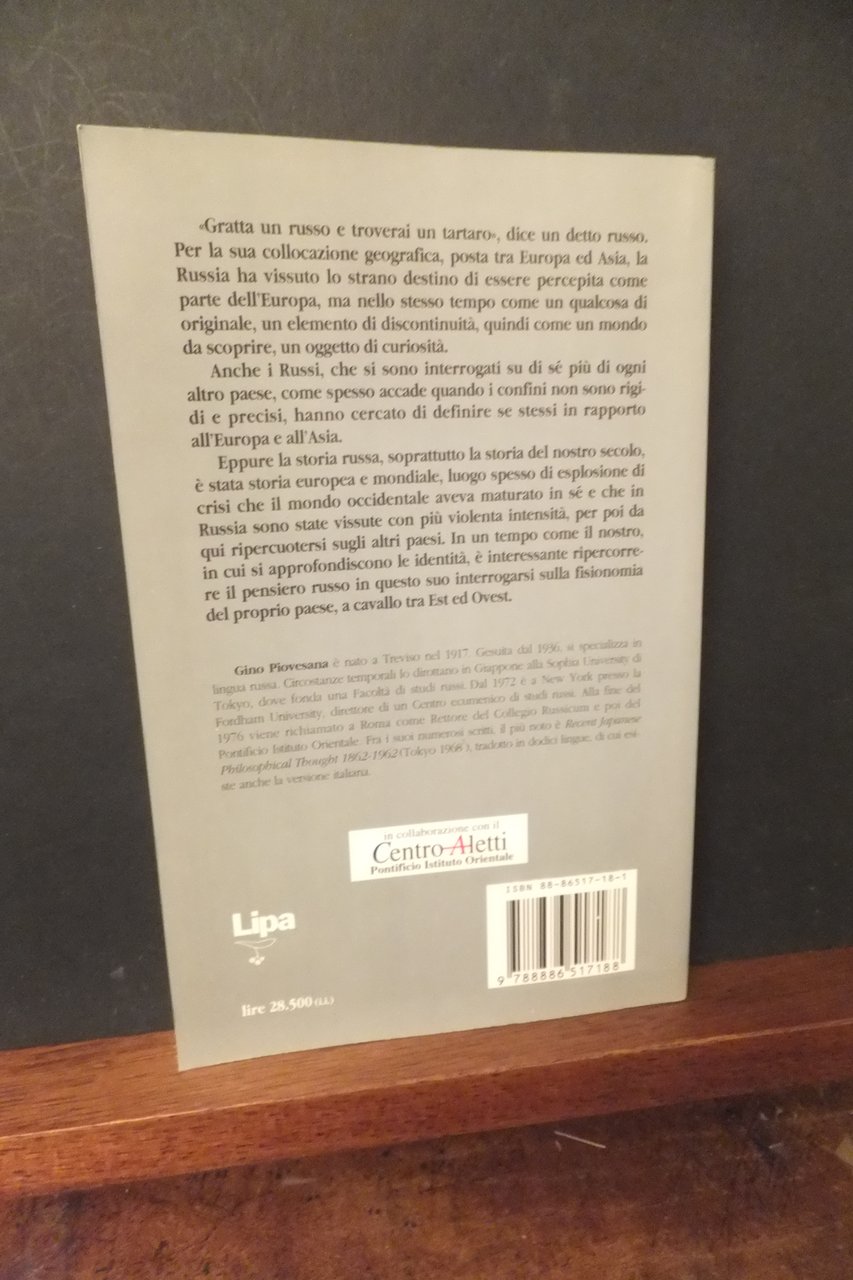 «Gratta un russo e troverai un tartaro», dice un detto russo.
Per la sua collocazione geografica, posta tra Europa ed Asia, la
Russia ha vissuto lo strano destino di essere percepita come
parte dell'Europa, ma nello stesso tempo come un qualcosa di
originale, un elemento di discontinuità, quindi come un mondo
da scoprire, un oggetto di curiosità.
Anche i Russi, che si sono interrogati su di sé più di ogni
altro paese, come spesso accade quando i confini non sono rigi-
di e precisi, hanno cercato di definire se stessi in rapporto
all'Europa e all'Asia.
Eppure la storia russa, soprattutto la storia del nostro secolo,
è stata storia europea e mondiale, luogo spesso di esplosione di
crisi che il mondo occidentale aveva maturato in sé e che in
Russia sono state vissute con più violenta intensità, per poi da
qui ripercuotersi sugli altri paesi. In un tempo come il nostro,
in cui si approfondiscono le identità, è interessante ripercorre-
re il pensiero russo in questo suo interrogarsi sulla fisionomia
del proprio paese, a cavallo tra Est ed Ovest.
Gino Piovesana è nato a Treviso nel 1917. Gesuita dal 1936, si specializza in
lingua russa. Circostanze temporali lo dirottano in Giappone alla Sophia University di
Tokyo, dove fonda una Facoltà di studi russi. Dal 1972 è a New York presso la
Fordham University, direttore di un Centro ecumenico di studi russi. Alla fine del
1976 viene richiamato a Roma come Rettore del Collegio Russicum e poi del
Pontificio Istituto Orientale. Fra i suoi numerosi scritti, il più noto è Recent Japanese
Philosophical Thought 1862-1962 (Tokyo 1968), tradotto in dodici lingue, di cui esi-
ste anche la versione italiana.
in collaborazione con il
Centro Aletti
Pontificio Istituto Orientale
ISBN 88-86517-18-1
9 788886 517188
Lipa
lire 28.500 (i.i.)